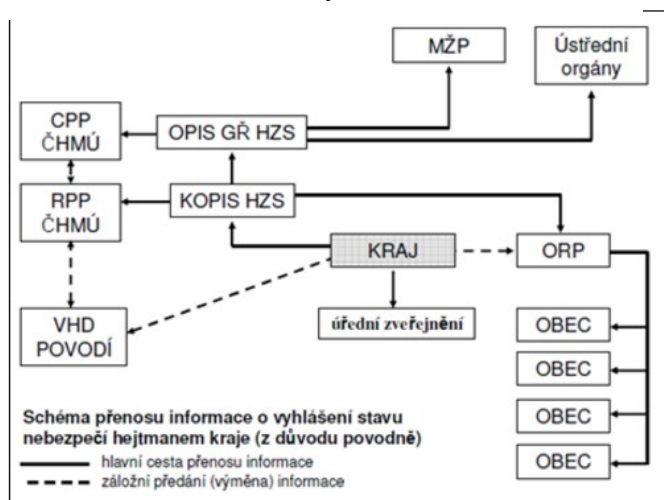 MŽP
Ústřední
orgány
CPP
ČHMÚ
OPIS GŘ HZS
RPP
ČHMÚ
KOPIS HZS
KRAJ
ORP
VHD
POVODÍ
úřední zveřejnění
OBEC
OBEC
OBEC
OBEC
Schéma přenosu informace o vyhlášení stavu
nebezpečí hejtmanem kraje (z důvodu povodně)
hlavní cesta přenosu informace
záložní předání (výměna) informace